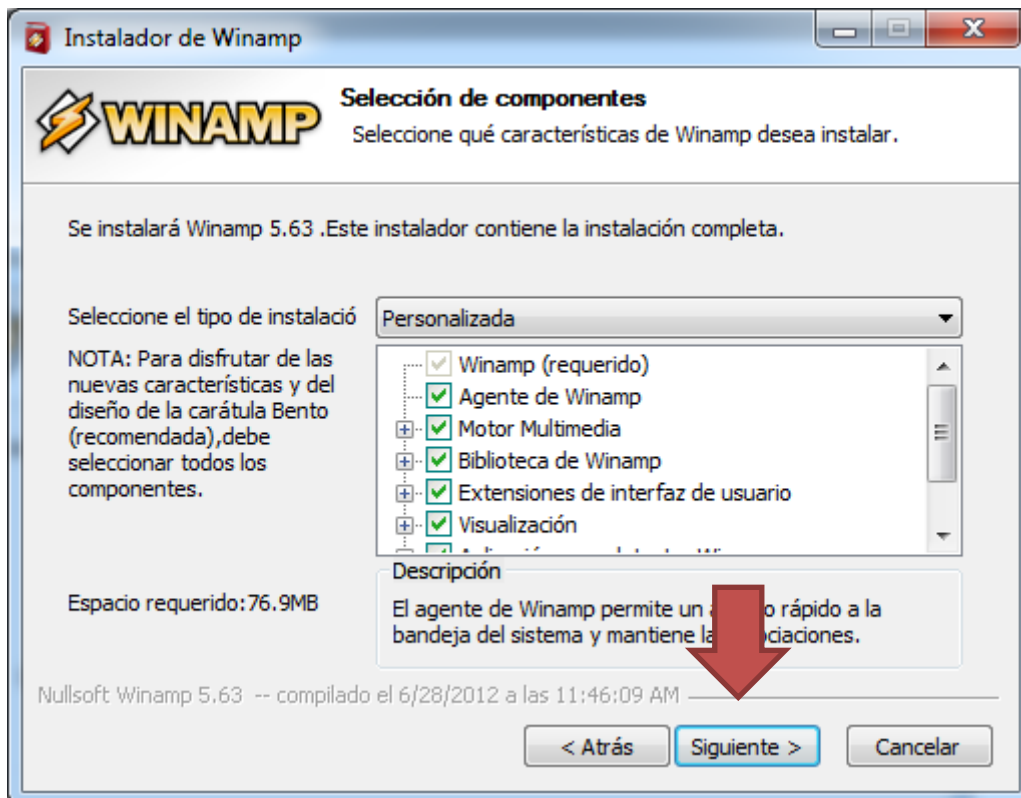 Instalador de Winamp
WINAMP
Selección de componentes
Seleccione qué características de Winamp desea instalar.
Se instalará Winamp 5.63 .Este instalador contiene la instalación completa.
Seleccione el tipo de instalació
Personalizada
NOTA: Para disfrutar de las
nuevas características y del
diseño de la carátula Bento
(recomendada),debe
seleccionar todos los
componentes.
Winamp (requerido)
Agente de Winamp
Motor Multimedia
Biblioteca de Winamp
Extensiones de interfaz de usuario
Visualización
Espacio requerido:76.9MB
Descripción
El agente de Winamp permite un rápido a la
bandeja del sistema y mantiene
Nullsoft Winamp 5.63 -- compilado el 6/28/2012 a las 11:46:09 AM
< Atrás
Siguiente >
Cancelar